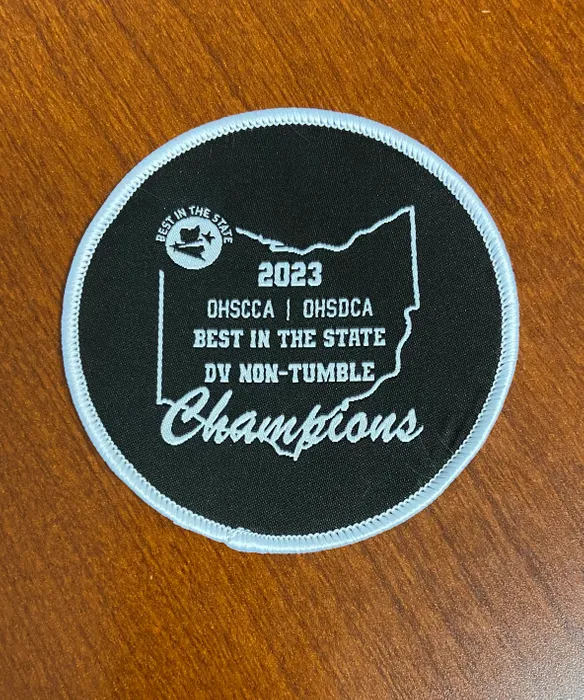 BEST IN THE STATE
2023
OHSCCA | OHSDCA
BEST IN THE STATE
DV NON-TUMBLE
Champions